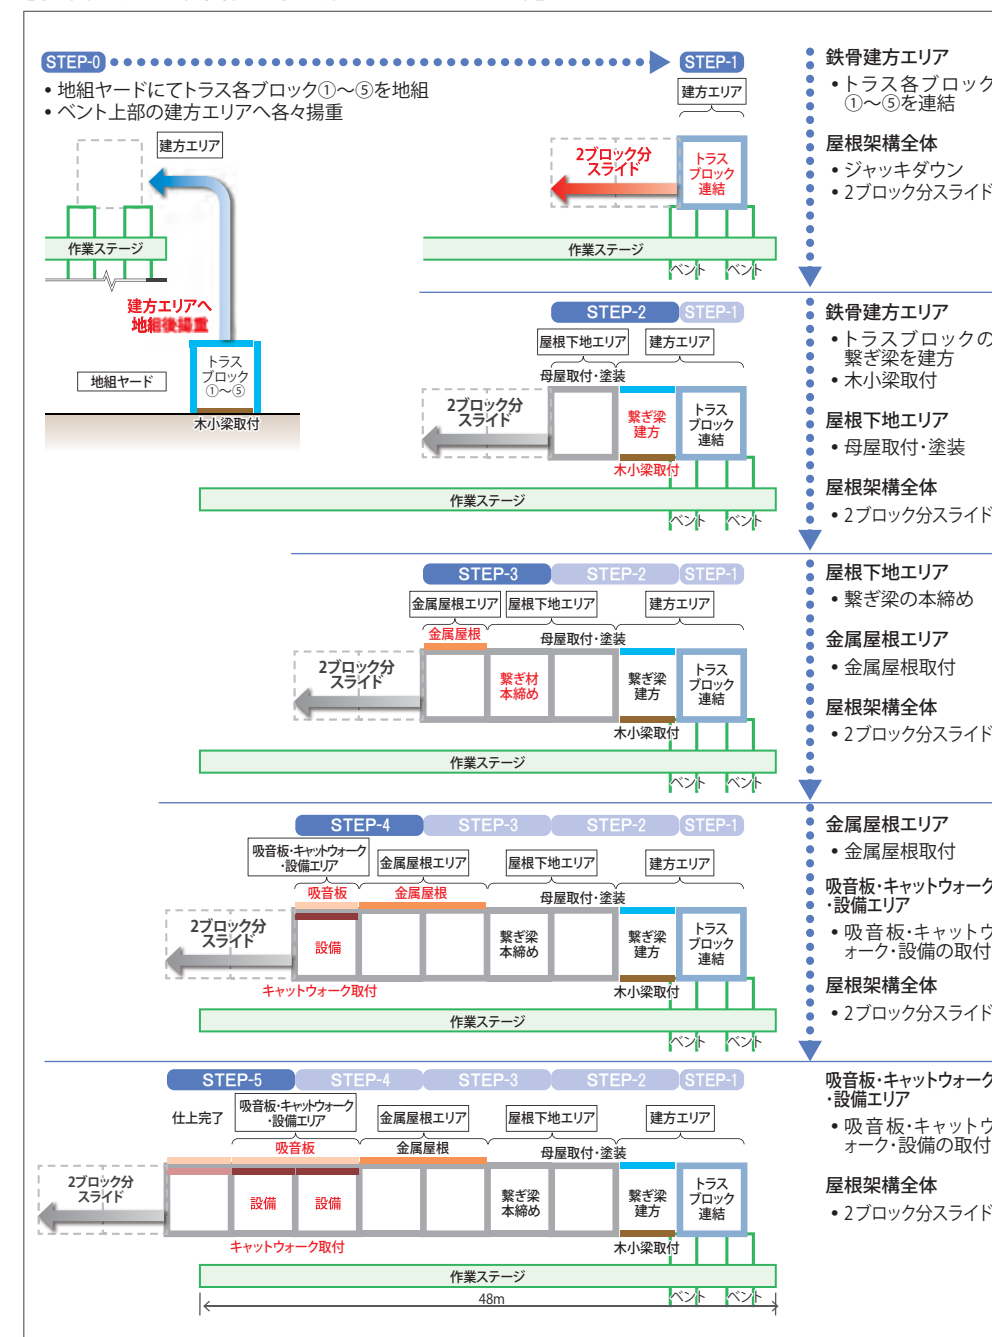 STEP-0
STEP-1
• 地組ヤードにてトラス各ブロック①～⑤を地組
• ベント上部の建方エリアへ各々揚重
建方エリア
作業ステージ
建方エリアへ
地組後揚重
地組ヤード
トラス
ブロック
①～⑤
木小梁取付
建方エリア
2ブロック分
スライド
トラス
ブロック
連結
作業ステージ
ベント
ベント
鉄骨建方エリア
• トラス各ブロック
①～⑤を連結
屋根架構全体
• ジャッキダウン
• 2ブロック分スライド
STEP-2
STEP-1
屋根下地エリア
建方エリア
母屋取付・塗装
2ブロック分
スライド
繋ぎ梁
建方
トラス
ブロック
連結
木小梁取付
作業ステージ
ベント
ベント
鉄骨建方エリア
• トラスブロックの
繋ぎ梁を建方
• 木小梁取付
屋根下地エリア
• 母屋取付・塗装
屋根架構全体
• 2ブロック分スライド
STEP-3
STEP-2
STEP-1
金属屋根エリア
屋根下地エリア
建方エリア
金属屋根
母屋取付・塗装
2ブロック分
スライド
繋ぎ材
本締め
繋ぎ梁
建方
トラス
ブロック
連結
木小梁取付
作業ステージ
ベント
ベント
屋根下地エリア
• 繋ぎ梁の本締め
金属屋根エリア
• 金属屋根取付
屋根架構全体
• 2ブロック分スライド
STEP-4
STEP-3
STEP-2
STEP-1
吸音板・キャットウォーク
・設備エリア
金属屋根エリア
屋根下地エリア
建方エリア
吸音板
金属屋根
母屋取付・塗装
2ブロック分
スライド
設備
繋ぎ梁
本締め
繋ぎ梁
建方
トラス
ブロック
連結
キャットウォーク取付
木小梁取付
作業ステージ
ベント
ベント
金属屋根エリア
• 金属屋根取付
吸音板・キャットウォーク
・設備エリア
• 吸音板・キャットウ
ォーク・設備の取付
屋根架構全体
• 2ブロック分スライド
STEP-5
STEP-4
STEP-3
STEP-2
STEP-1
仕上完了
吸音板・キャットウォーク
・設備エリア
金属屋根エリア
屋根下地エリア
建方エリア
吸音板
金属屋根
母屋取付・塗装
2ブロック分
スライド
設備
設備
繋ぎ梁
本締め
繋ぎ梁
建方
トラス
ブロック
連結
キャットウォーク取付
木小梁取付
作業ステージ
48m
ベント
ベント
吸音板・キャットウォーク
・設備エリア
• 吸音板・キャットウ
ォーク・設備の取付
屋根架構全体
• 2ブロック分スライド